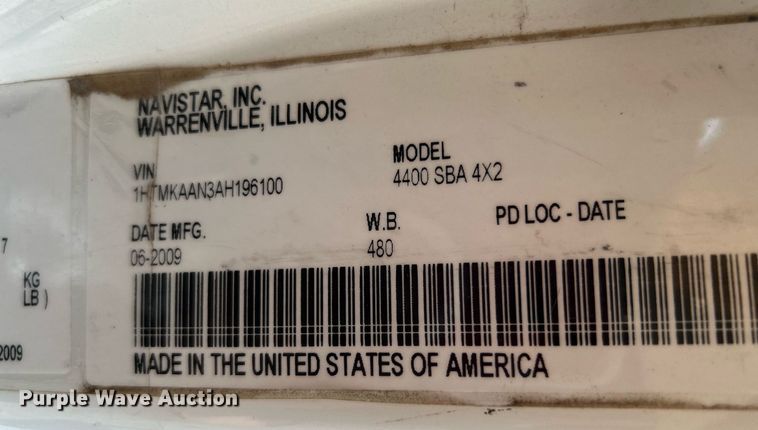 NAVISTAR, INC.
WARRENVILLE, ILLINOIS
VIN
1HTMKAAN3AH196100
MODEL
4400 SBA 4X2
DATE MFG.
06-2009
W.B.
480
PD LOC - DATE
MADE IN THE UNITED STATES OF AMERICA
7
KG
LB )
2009
Purple Wave Auction